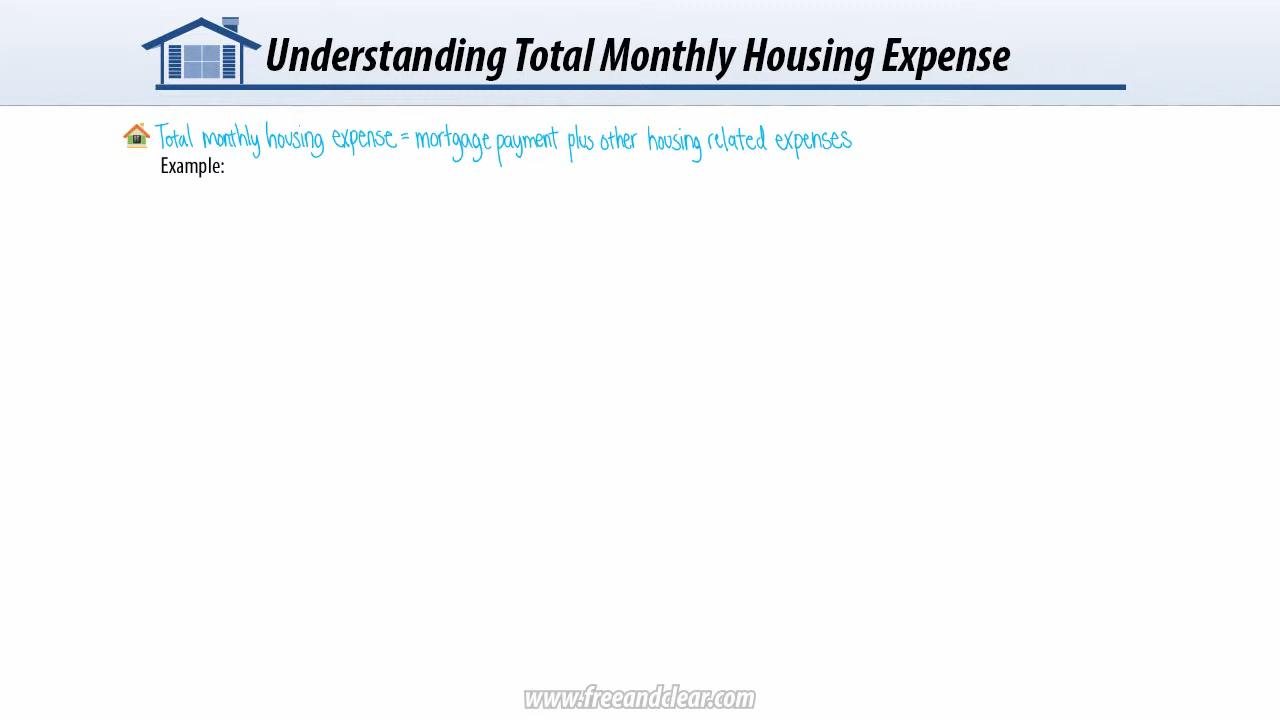 Understanding Total Monthly Housing Expense
Total monthly housing expense = mortgage payment plus other housing related expenses
Example:
www.freeandclear.com